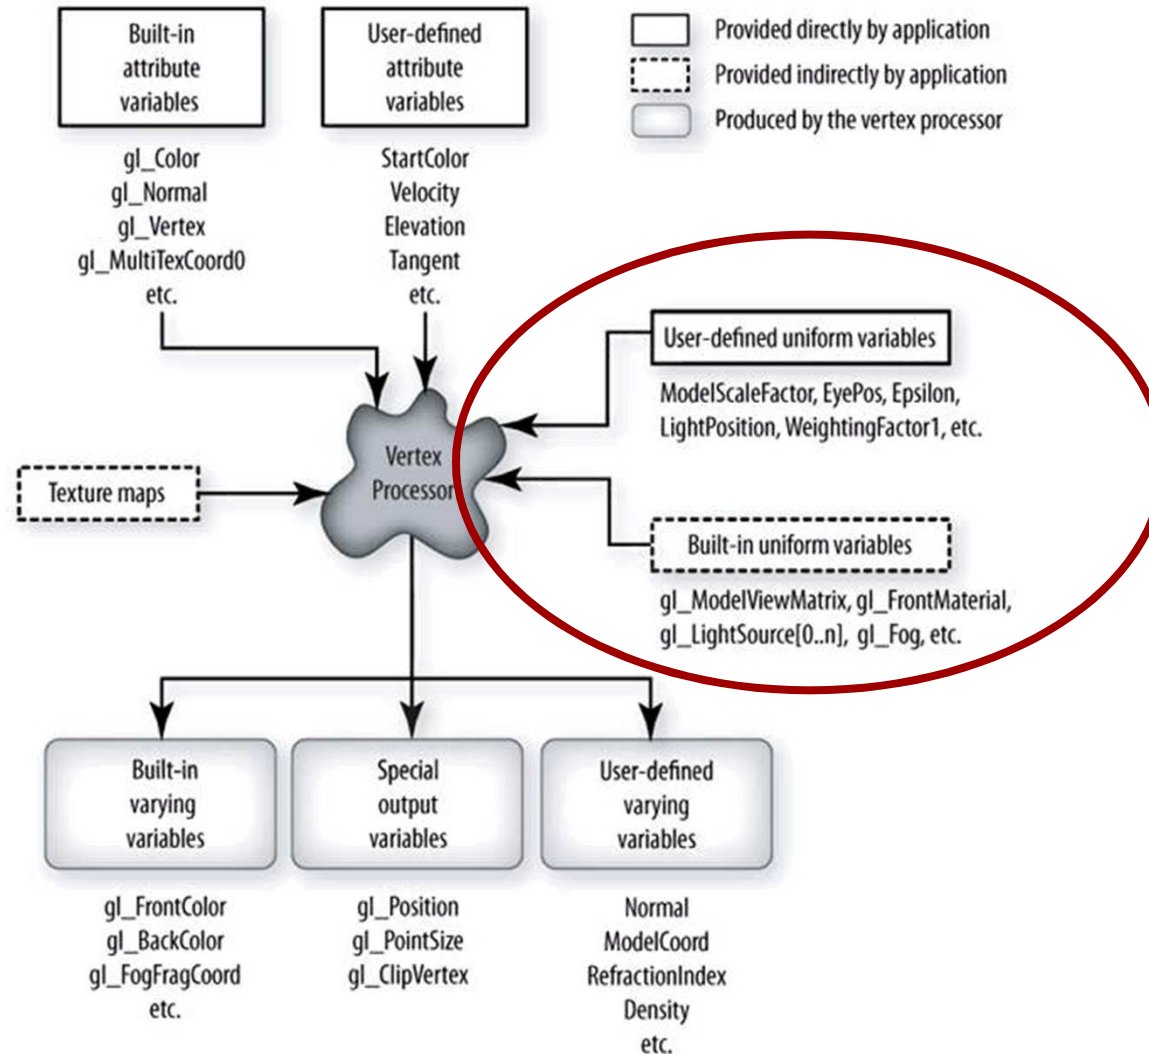 Built-in
attribute
variables
gl_Color
gl_Normal
gl_Vertex
gl_MultiTexCoord0
etc.
User-defined
attribute
variables
StartColor
Velocity
Elevation
Tangent
etc.
Provided directly by application
Provided indirectly by application
Produced by the vertex processor
User-defined uniform variables
ModelScaleFactor, EyePos, Epsilon,
LightPosition, WeightingFactor1, etc.
Vertex
Processor
Texture maps
Built-in uniform variables
gl_ModelViewMatrix, gl_FrontMaterial,
gl_LightSource[0..n], gl_Fog, etc.
Built-in
varying
variables
gl_FrontColor
gl_BackColor
gl_FogFragCoord
etc.
Special
output
variables
gl_Position
gl_PointSize
gl_ClipVertex
User-defined
varying
variables
Normal
ModelCoord
RefractionIndex
Density
etc.